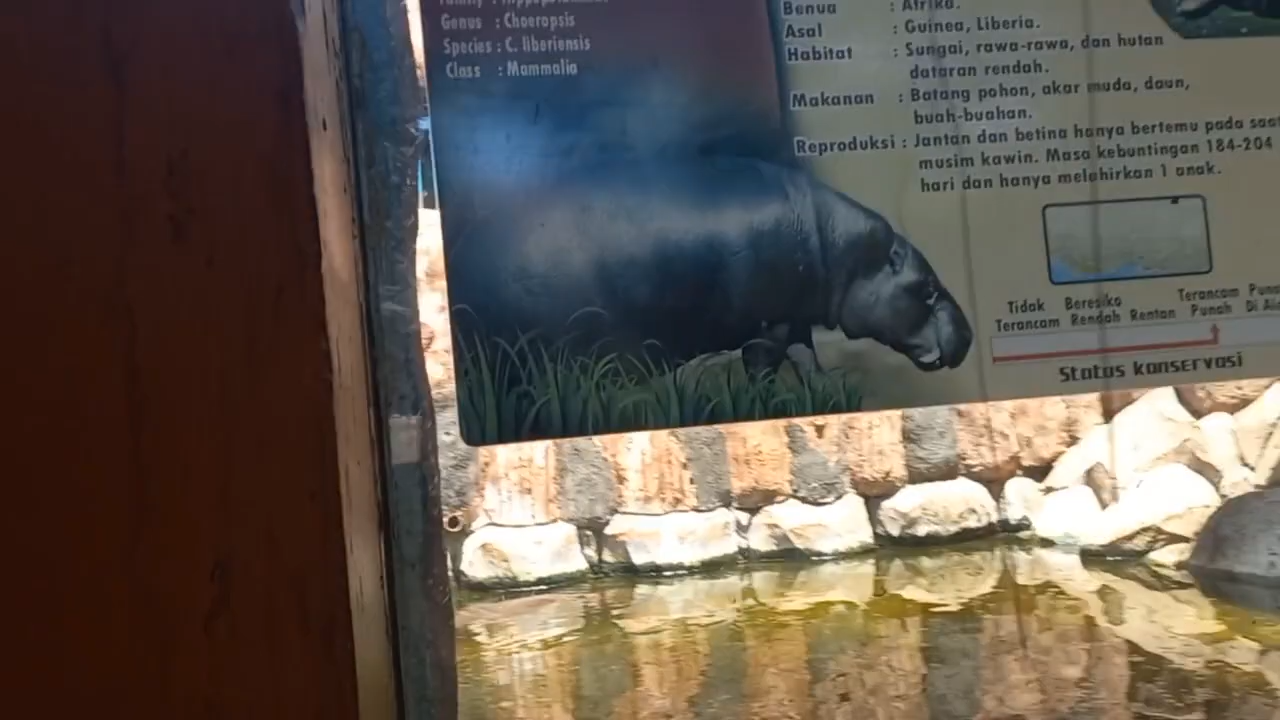 Genus : Choeropsis
Species : C. liberiensis
Class : Mammalia
Benua : Afrika.
Asal : Guinea, Liberia.
Habitat : Sungai, rawa-rawa, dan hutan
dataran rendah.
Makanan : Batang pohon, akar muda, daun,
buah-buahan.
Reproduksi : Jantan dan betina hanya bertemu pada saat
musim kawin. Masa kebuntingan 184-204
hari dan hanya melahirkan 1 anak.
Tidak Terancam
Beresiko Rendah
Rentan
Terancam Punah
Status konservasi